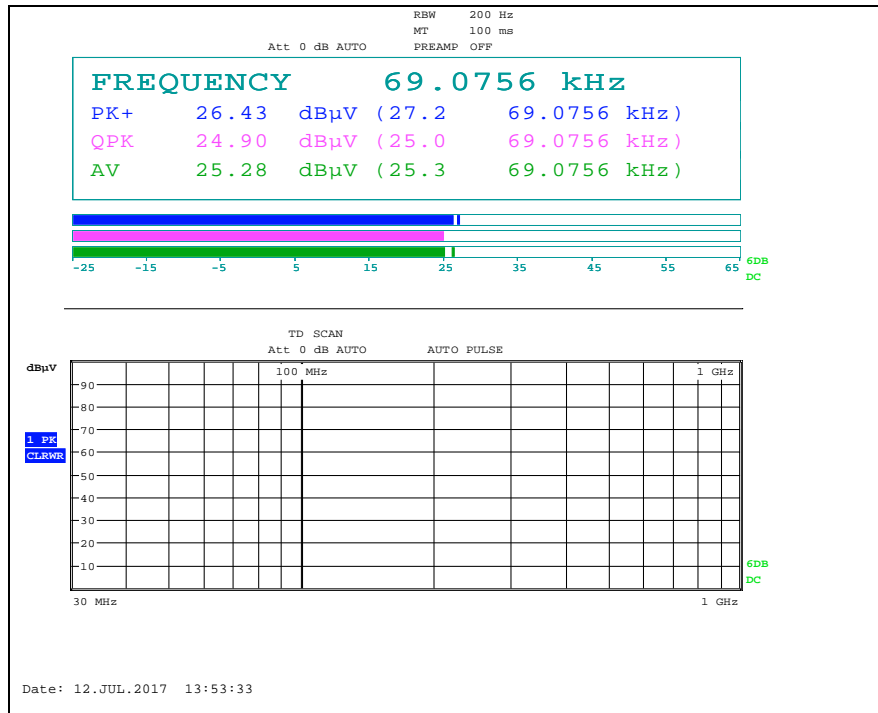 RBW 200 Hz
MT 100 ms
Att 0 dB AUTO PREAMP OFF
FREQUENCY 69.0756 kHz
PK+ 26.43 dBµV (27.2 69.0756 kHz)
QPK 24.90 dBµV (25.0 69.0756 kHz)
AV 25.28 dBµV (25.3 69.0756 kHz)
-25 -15 -5 5 15 25 35 45 55 65
6DB
DC
TD SCAN
Att 0 dB AUTO AUTO PULSE
dBµV
100 MHz 1 GHz
90
80
70
1 PK
CLRWR
60
50
40
30
20
10
6DB
DC
30 MHz 1 GHz
Date: 12.JUL.2017 13:53:33